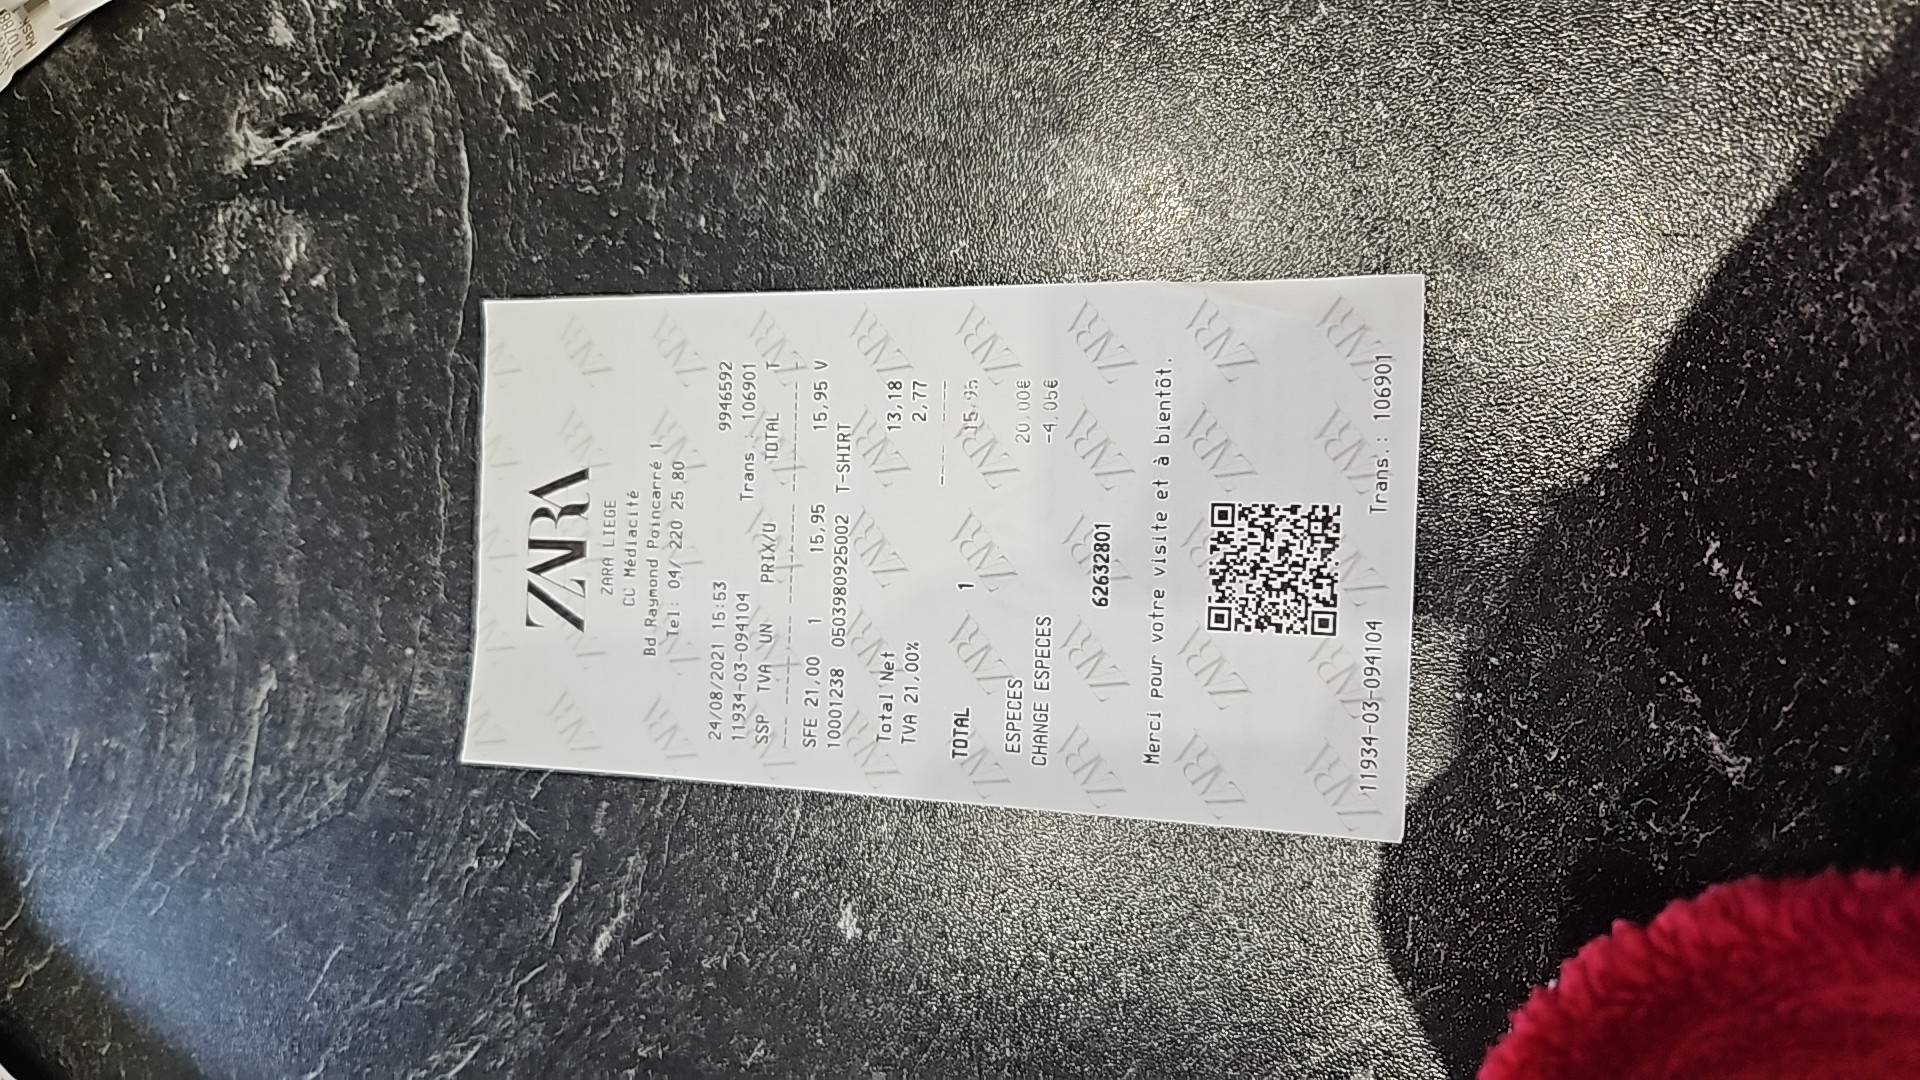 ZARA
ZARA LIEGE
CC Médiacité
Bd Raymond Poincarré 1
Tel: 04/ 220 25 80
24/08/2021 15:53 9946592
11934-03-094104 Trans.: 106901
SSP TVA UN PRIX/U TOTAL T
SFE 21,00 1 15,95 15,95 V
10001238 0503980925002 T-SHIRT
Total Net 13,18
TVA 21,00% 2,77
TOTAL 1 15,95
ESPECES 20,00€
CHANGE ESPECES -4,05€
62632801
Merci pour votre visite et à bientôt.
11934-03-094104 Trans.: 106901